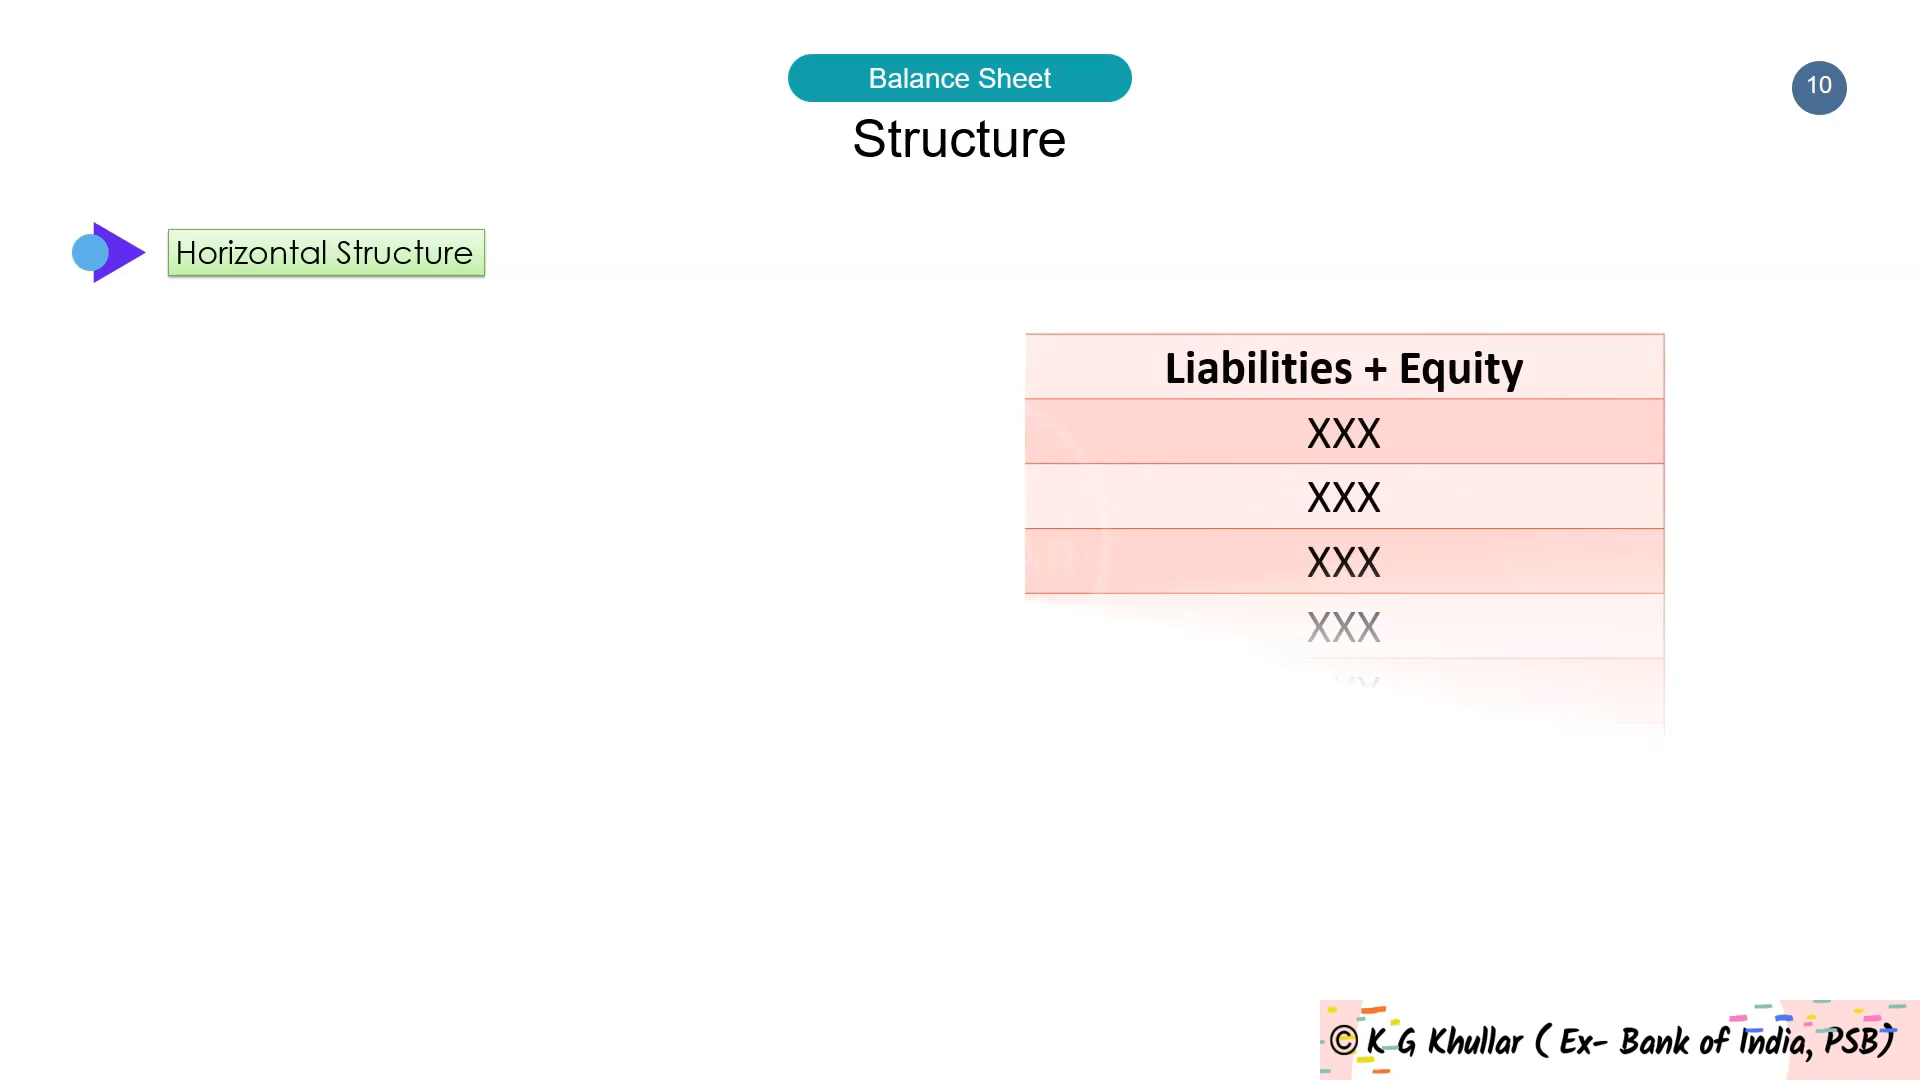 Balance Sheet
10
Structure
Horizontal Structure
Liabilities + Equity
XXX
XXX
XXX
XXX
© K G Khullar ( Ex- Bank of India, PSB)